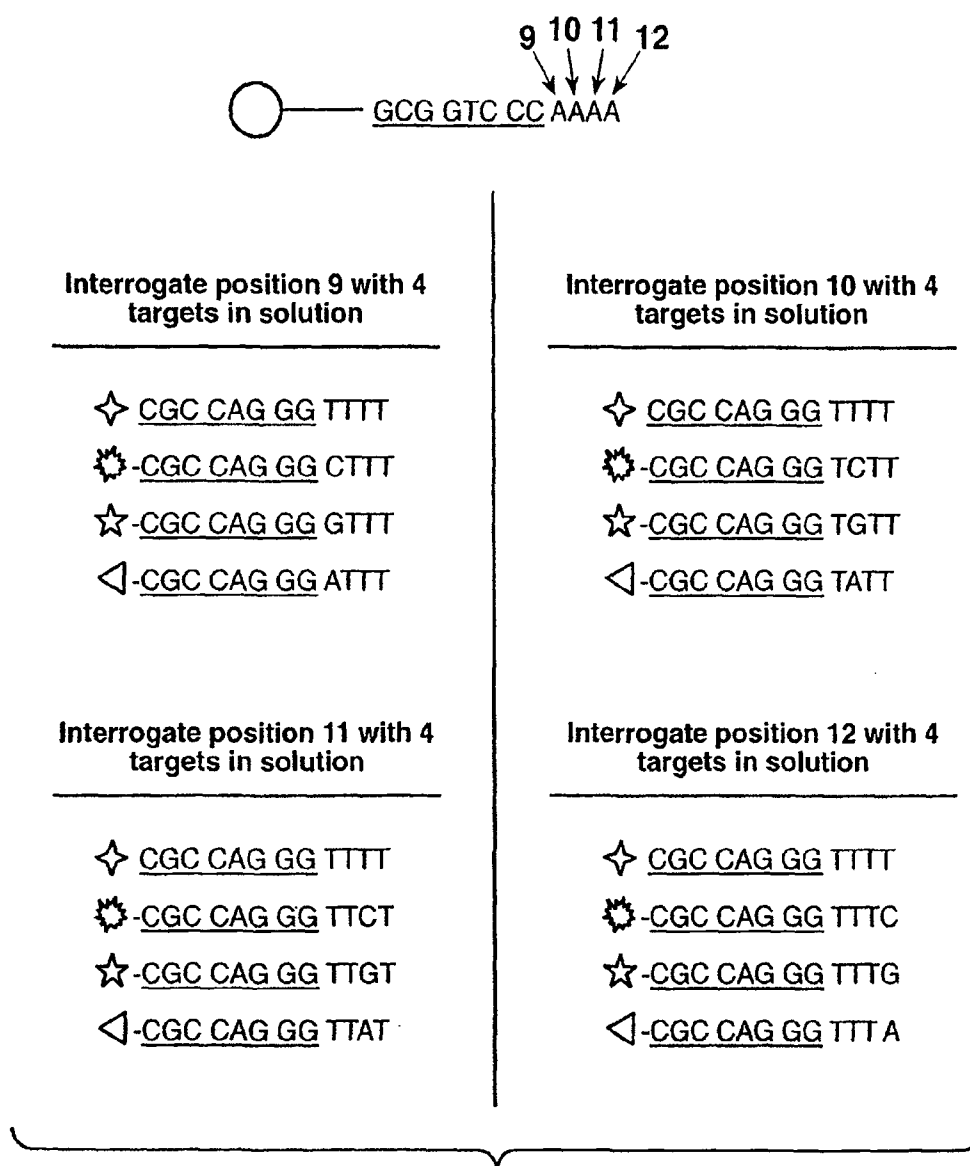 9 10 11 12
GCG GTC CC AAAA
Interrogate position 9 with 4
targets in solution
CGC CAG GG TTTT
-CGC CAG GG CTTT
-CGC CAG GG GTTT
-CGC CAG GG ATTT
Interrogate position 10 with 4
targets in solution
CGC CAG GG TTTT
-CGC CAG GG TCTT
-CGC CAG GG TGTT
-CGC CAG GG TATT
Interrogate position 11 with 4
targets in solution
CGC CAG GG TTTT
-CGC CAG GG TTCT
-CGC CAG GG TTGT
-CGC CAG GG TTAT
Interrogate position 12 with 4
targets in solution
CGC CAG GG TTTT
-CGC CAG GG TTTC
-CGC CAG GG TTTG
-CGC CAG GG TTT A